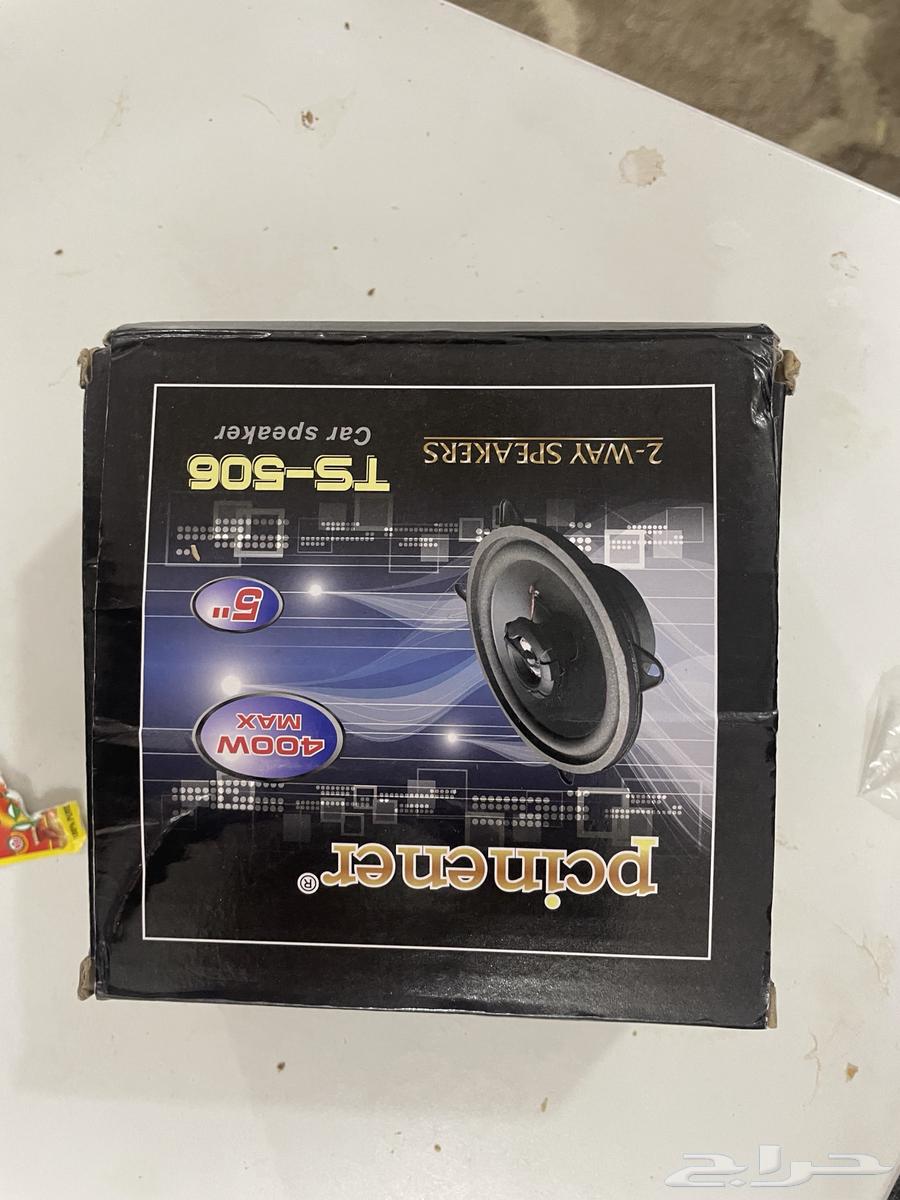 pcinener®
400W
MAX
5"
2-WAY SPEAKERS
TS-506
Car speaker
حراج